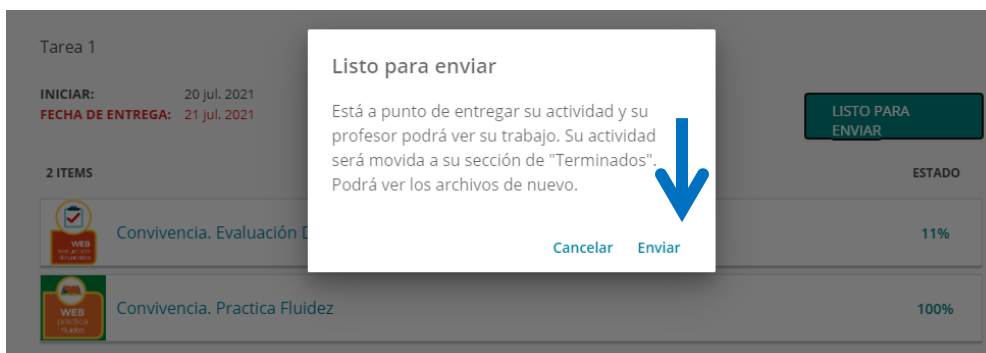 Tarea 1
INICIAR: 20 jul. 2021
FECHA DE ENTREGA: 21 jul. 2021
Listo para enviar
Está a punto de entregar su actividad y su
profesor podrá ver su trabajo. Su actividad
será movida a su sección de "Terminados".
Podrá ver los archivos de nuevo.
Cancelar Enviar
LISTO PARA
ENVIAR
2 ITEMS ESTADO
WEB
Convivencia. Evaluación D 11%
WEB
practica
fluidez
Convivencia. Practica Fluidez 100%